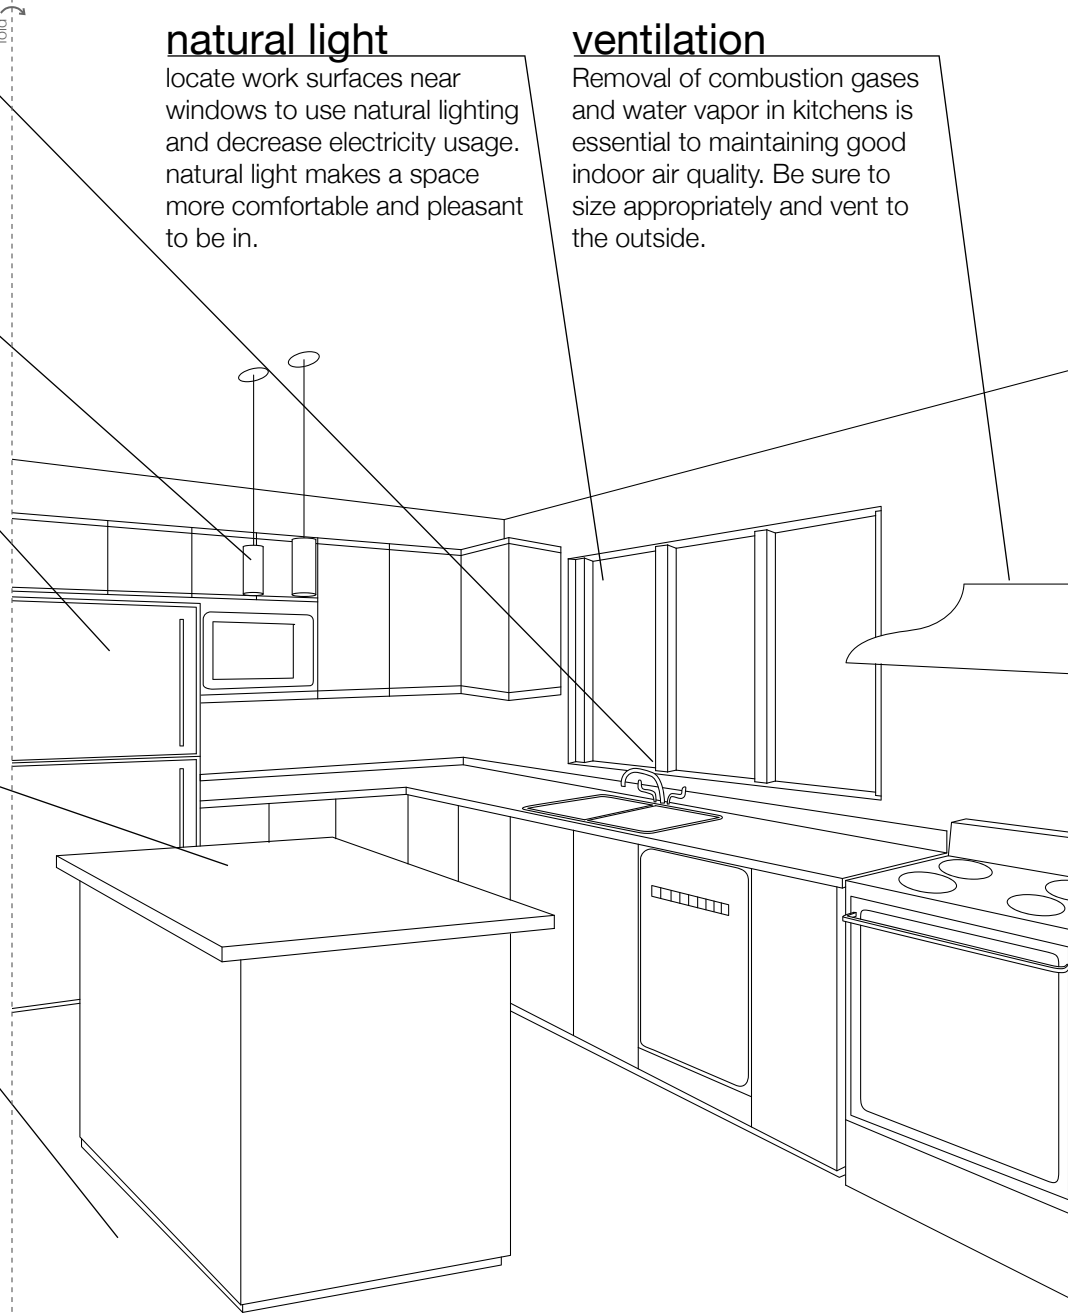 fold
natural light
locate work surfaces near
windows to use natural lighting
and decrease electricity usage.
natural light makes a space
more comfortable and pleasant
to be in.
ventilation
Removal of combustion gases
and water vapor in kitchens is
essential to maintaining good
indoor air quality. Be sure to
size appropriately and vent to
the outside.